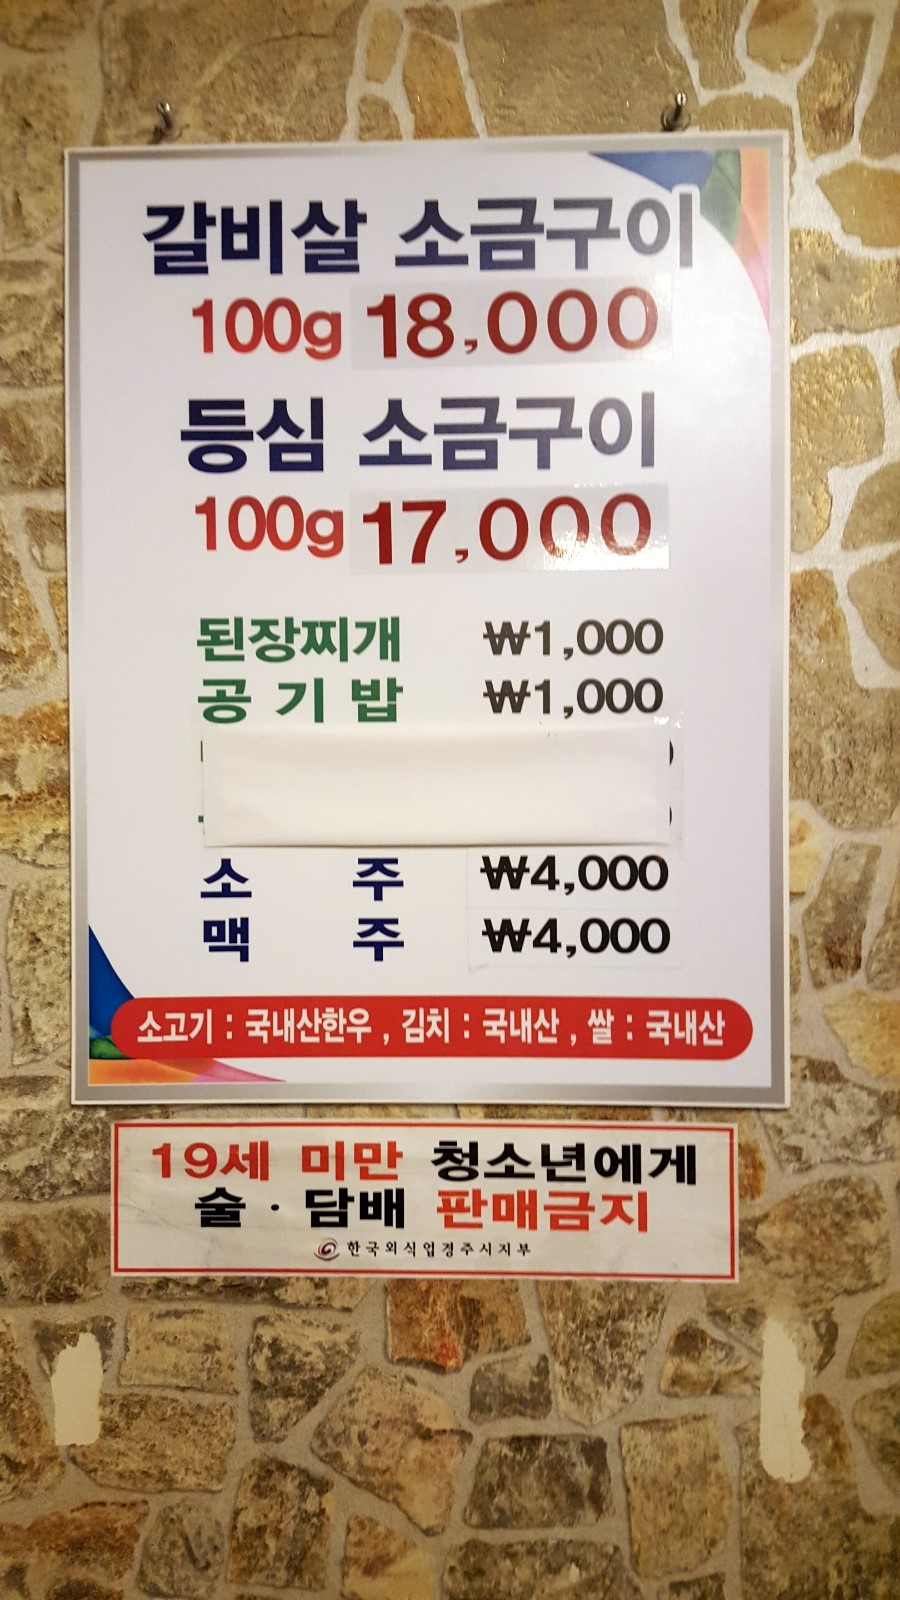 갈비살 소금구이
100g 18,000
등심 소금구이
100g 17,000
된장찌개 ₩1,000
공기밥 ₩1,000
소주 ₩4,000
맥주 ₩4,000
소고기 : 국내산한우 , 김치 : 국내산 , 쌀 : 국내산
19세 미만 청소년에게
술 · 담배 판매금지
한국외식업경주시지부